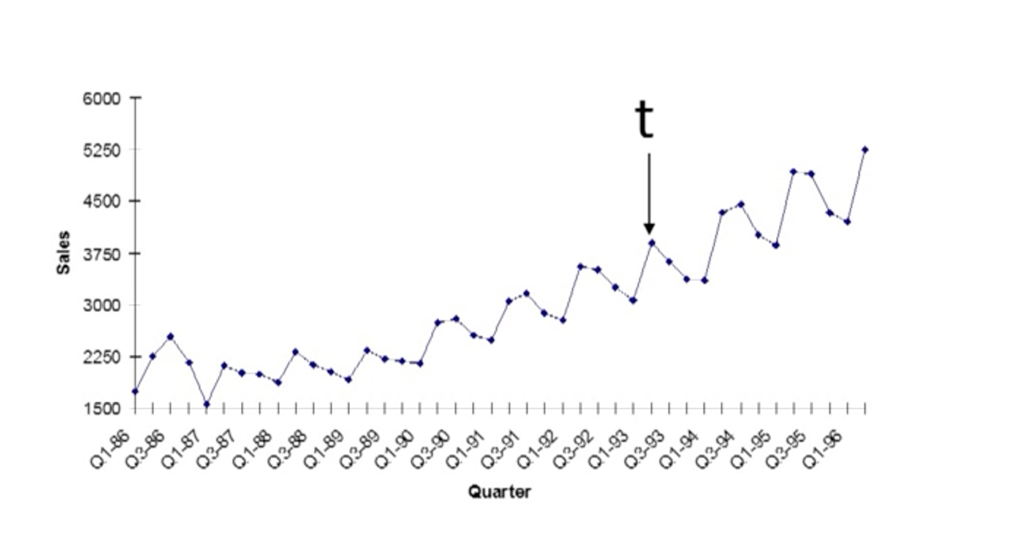 6000
5250
4500
3750
3000
2250
1500
Sales
t
Q1-86
Q3-86
Q1-87
Q3-87
Q1-88
Q3-88
Q1-89
Q3-89
Q1-90
Q3-90
Q1-91
Q3-91
Q1-92
Q3-92
Q1-93
Q3-93
Q1-94
Q3-94
Q1-95
Q3-95
Q1-96
Quarter